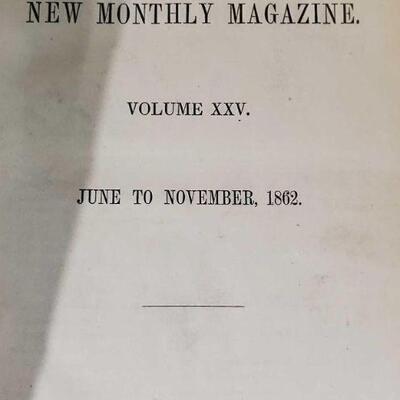 NEW MONTHLY MAGAZINE.
VOLUME XXV.
JUNE TO NOVEMBER, 1862.